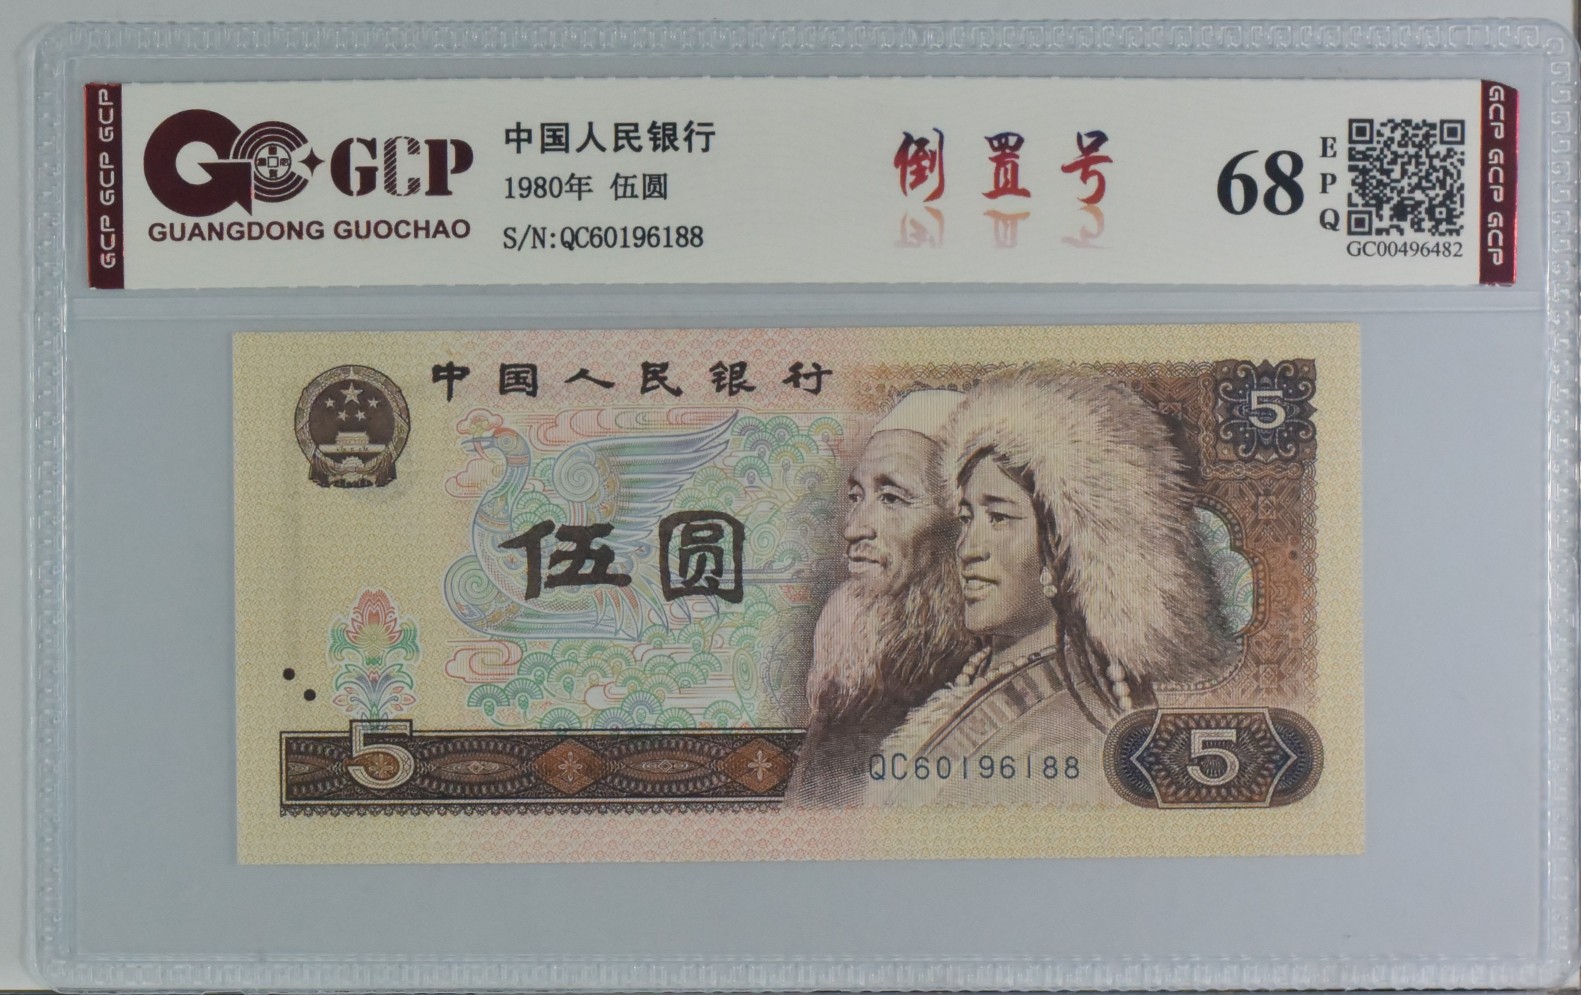 GCP GCP GCP
GCP
GUANGDONG GUOCHAO
中国人民银行
1980年 伍圆
S/N:QC60196188
倒置号
68
EPQ
GC00496482
GCP GCP GCP
中国人民银行
5
伍圆
5
QC60196188
5